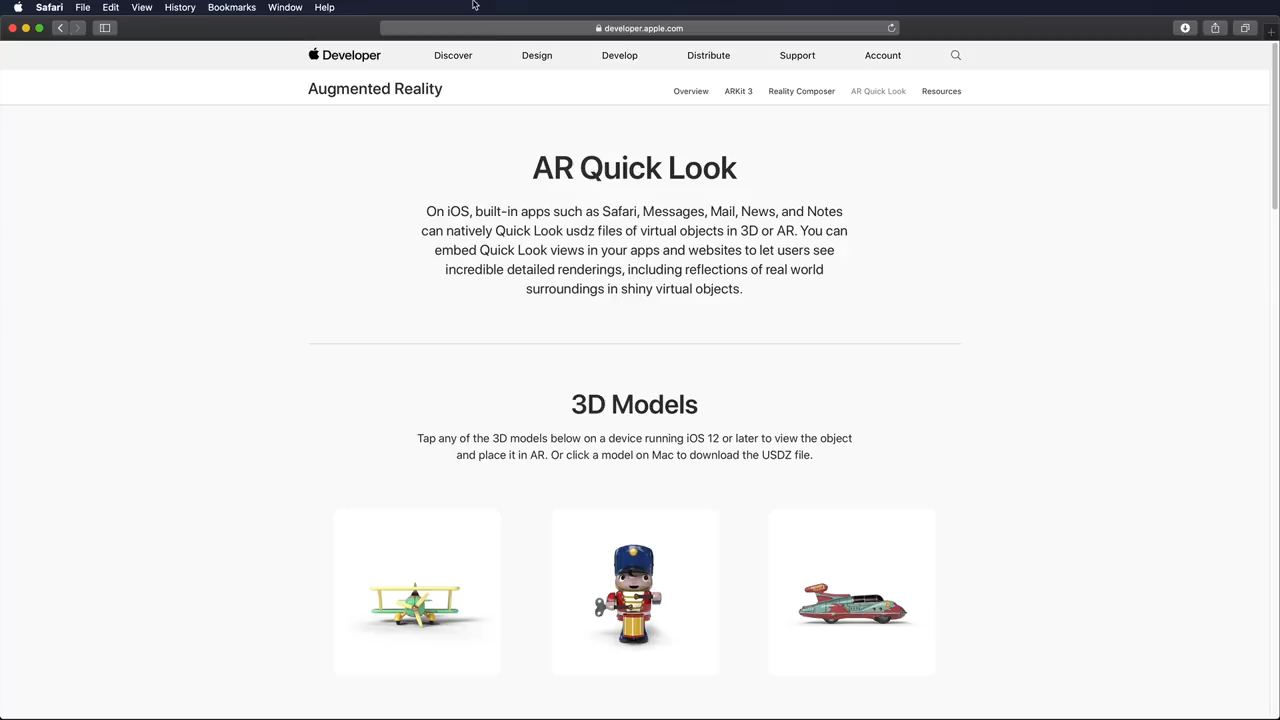 Safari File Edit View History Bookmarks Window Help
developer.apple.com
Developer Discover Design Develop Distribute Support Account
Augmented Reality Overview ARKit 3 Reality Composer AR Quick Look Resources
AR Quick Look
On iOS, built-in apps such as Safari, Messages, Mail, News, and Notes
can natively Quick Look usdz files of virtual objects in 3D or AR. You can
embed Quick Look views in your apps and websites to let users see
incredible detailed renderings, including reflections of real world
surroundings in shiny virtual objects.
3D Models
Tap any of the 3D models below on a device running iOS 12 or later to view the object
and place it in AR. Or click a model on Mac to download the USDZ file.